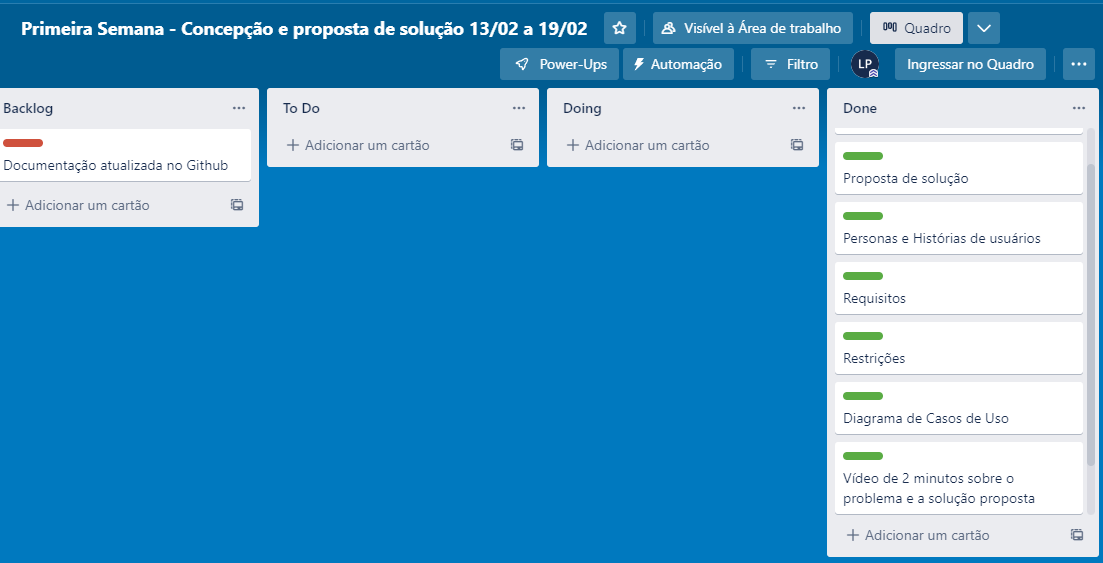 Primeira Semana - Concepção e proposta de solução 13/02 a 19/02
Visível à Área de trabalho
Quadro
Power-Ups
Automação
Filtro
LP
Ingressar no Quadro
Backlog
Documentação atualizada no Github
Adicionar um cartão
To Do
Adicionar um cartão
Doing
Adicionar um cartão
Done
Proposta de solução
Personas e Histórias de usuários
Requisitos
Restrições
Diagrama de Casos de Uso
Vídeo de 2 minutos sobre o
problema e a solução proposta
Adicionar um cartão